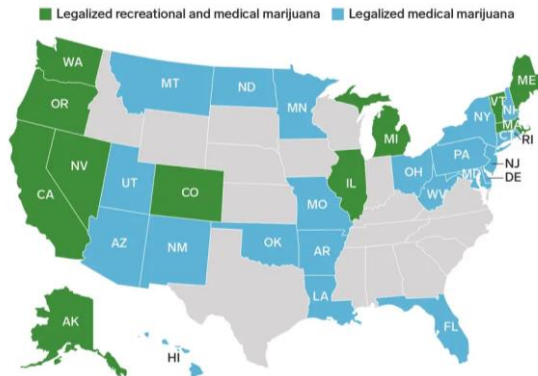 Legalized recreational and medical marijuana Legalized medical marijuana
WA
ME
MT
ND
VT
NH
OR
MN
NY
MA
CT
RI
MI
NV
PA
NJ
OH
MD
DE
CA
UT
CO
IL
WV
MO
AZ
NM
OK
AR
LA
AK
HI
FL